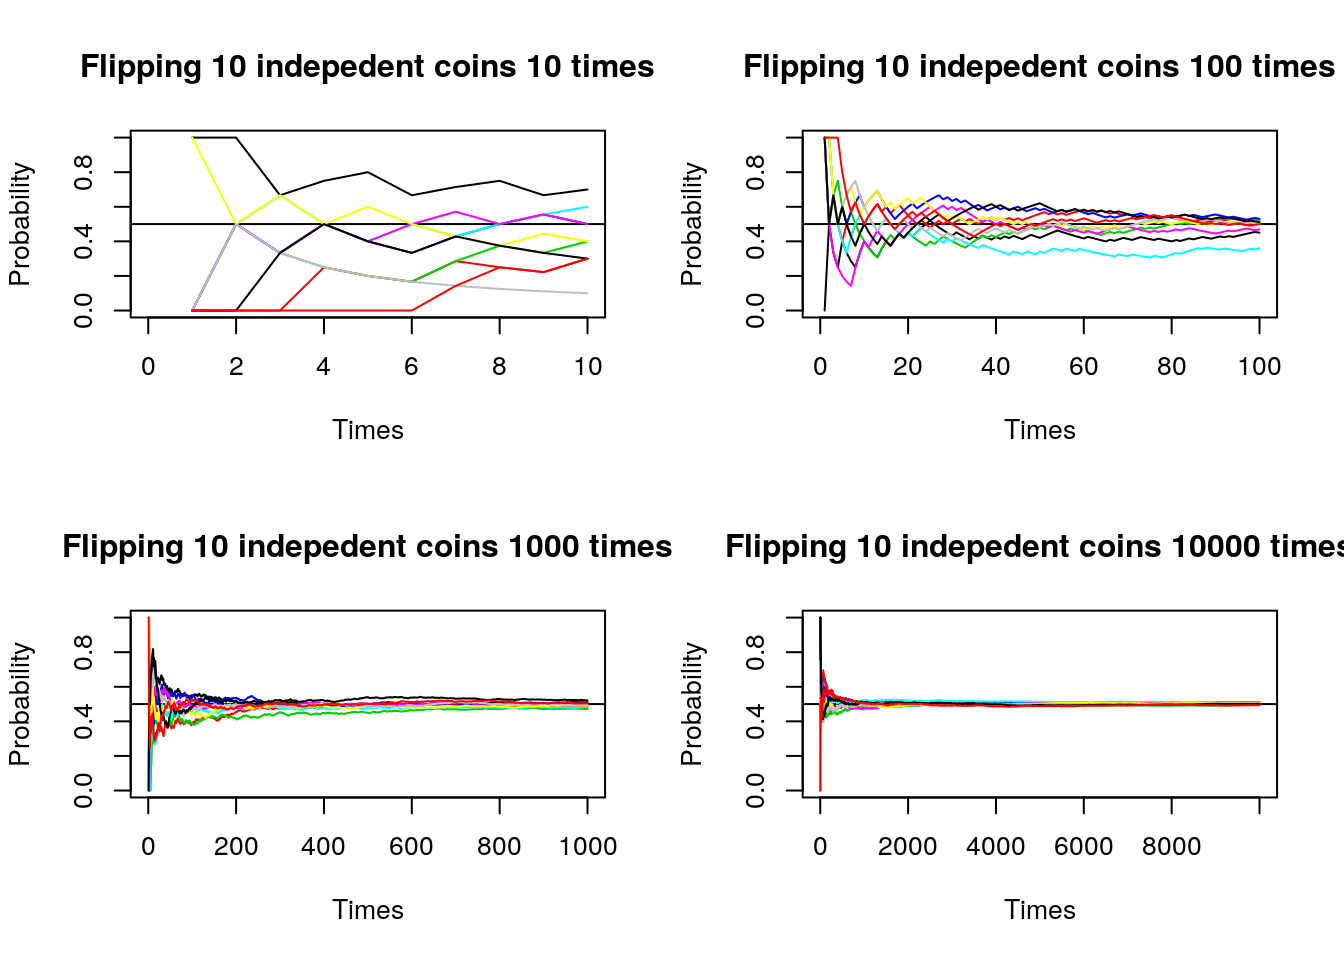 Flipping 10 indepedent coins 10 times
Probability
0.0 0.4 0.8
0 2 4 6 8 10
Times
Flipping 10 indepedent coins 100 times
Probability
0.0 0.4 0.8
0 20 40 60 80 100
Times
Flipping 10 indepedent coins 1000 times
Probability
0.0 0.4 0.8
0 200 400 600 800 1000
Times
Flipping 10 indepedent coins 10000 times
Probability
0.0 0.4 0.8
0 2000 4000 6000 8000
Times